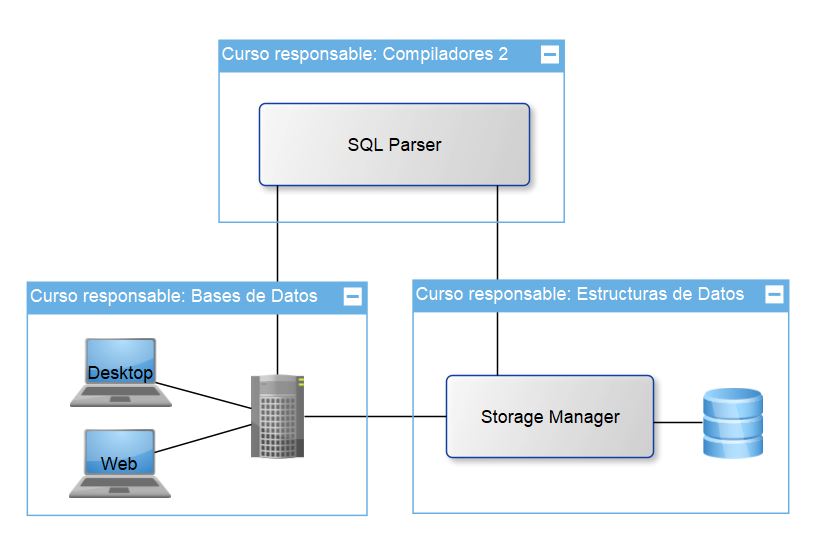 Curso responsable: Compiladores 2
SQL Parser
Curso responsable: Bases de Datos
Desktop
Web
Curso responsable: Estructuras de Datos
Storage Manager